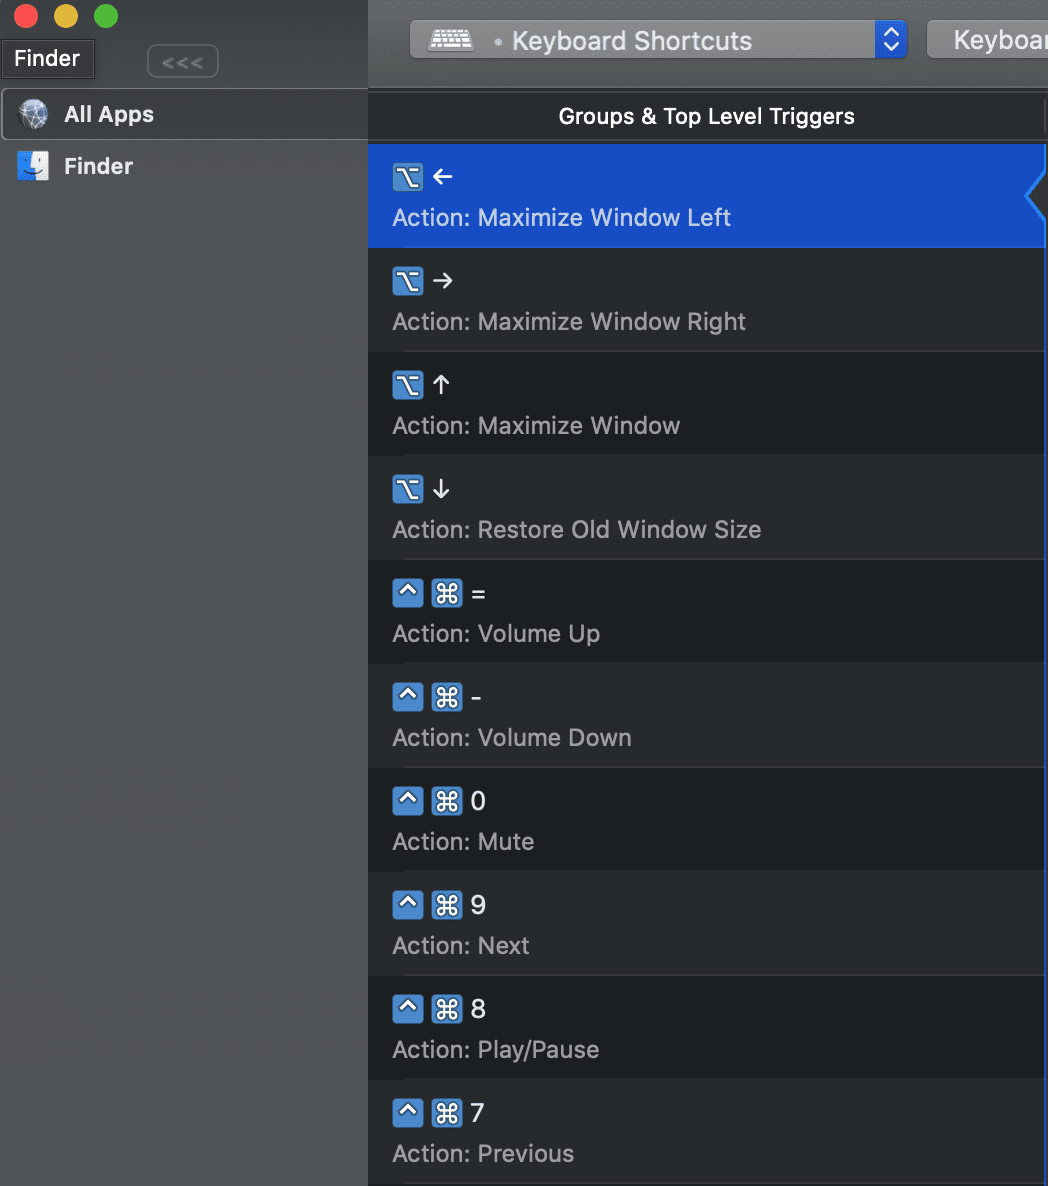 Finder
<<<
All Apps
Finder
Keyboard Shortcuts
Groups & Top Level Triggers
⌥ ←
Action: Maximize Window Left
⌥ →
Action: Maximize Window Right
⌥ ↑
Action: Maximize Window
⌥ ↓
Action: Restore Old Window Size
⌃ ⌘ =
Action: Volume Up
⌃ ⌘ -
Action: Volume Down
⌃ ⌘ 0
Action: Mute
⌃ ⌘ 9
Action: Next
⌃ ⌘ 8
Action: Play/Pause
⌃ ⌘ 7
Action: Previous